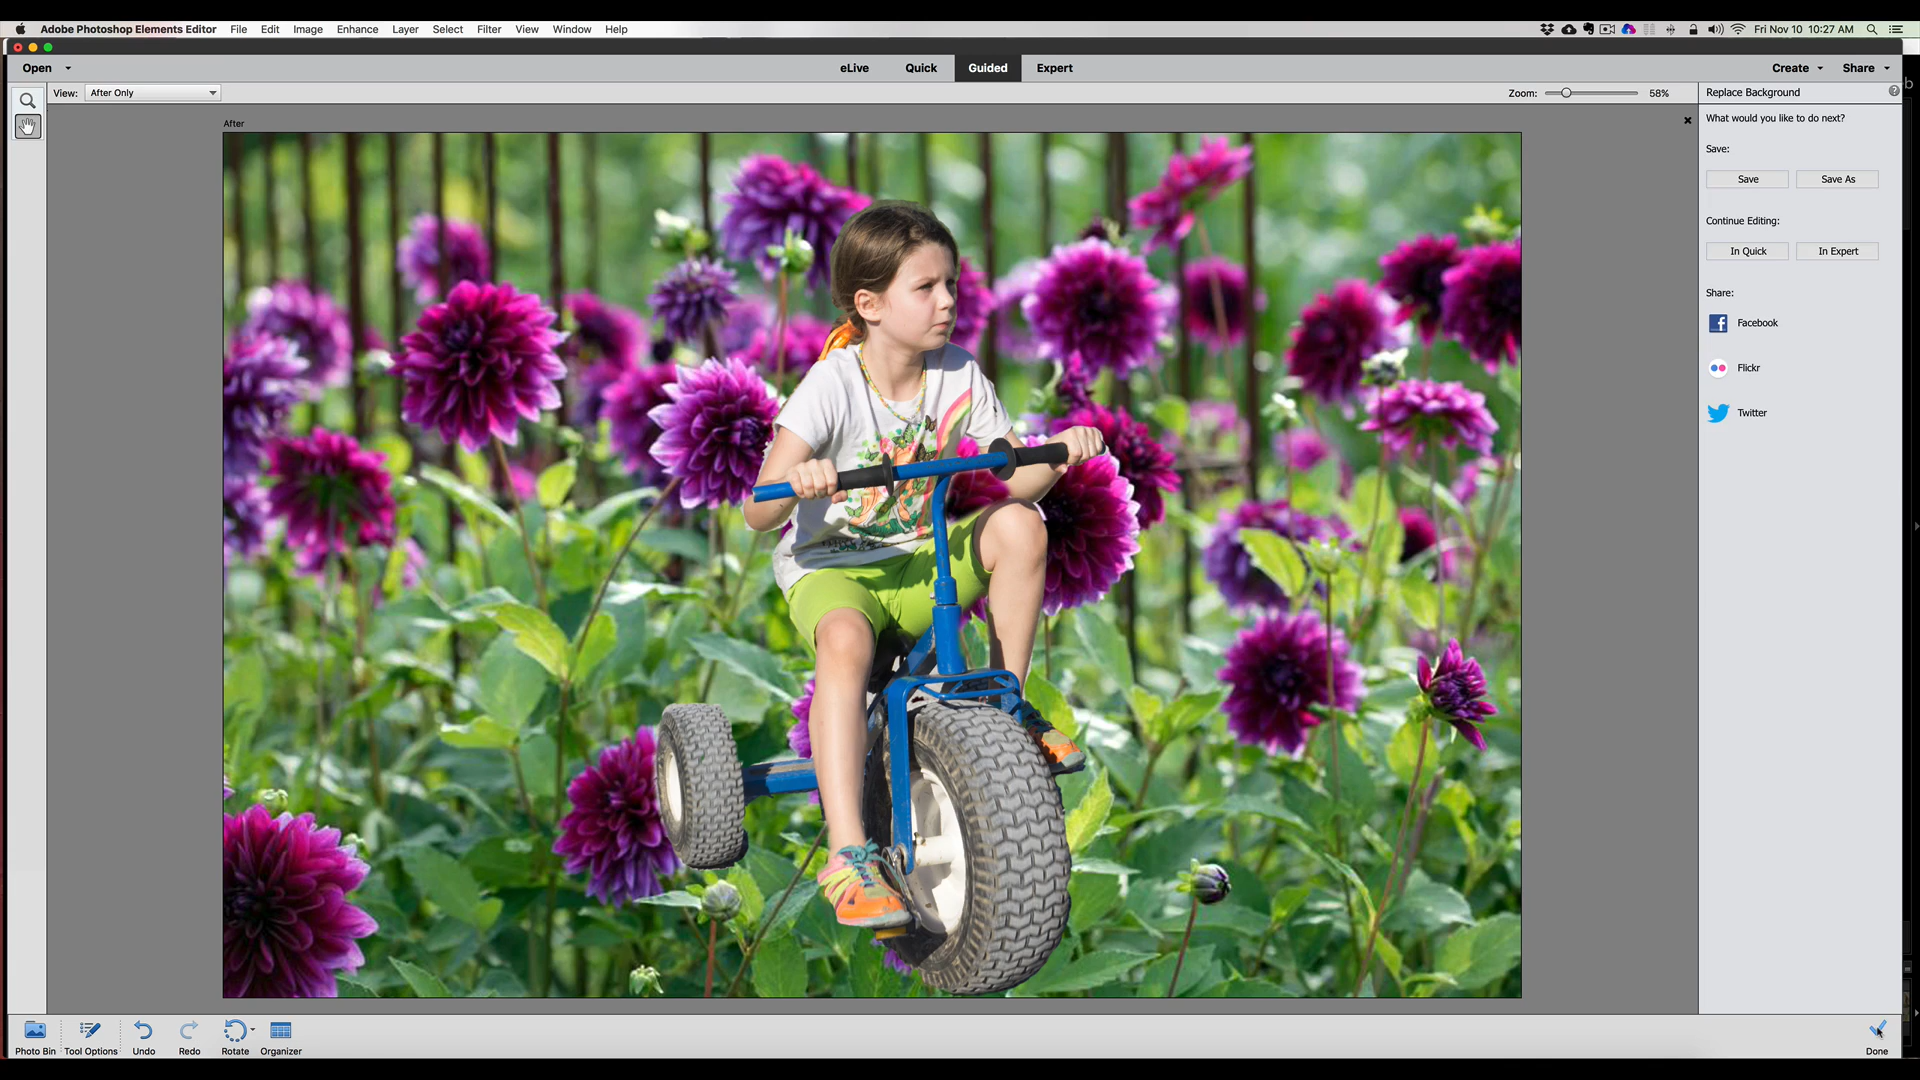 Adobe Photoshop Elements Editor File Edit Image Enhance Layer Select Filter View Window Help Fri Nov 10 10:27 AM
Open eLive Quick Guided Expert Create Share
View: After Only Zoom: 58% Replace Background
After
What would you like to do next?
Save:
Save Save As
Continue Editing:
In Quick In Expert
Share:
Facebook
Flickr
Twitter
Photo Bin Tool Options Undo Redo Rotate Organizer Done